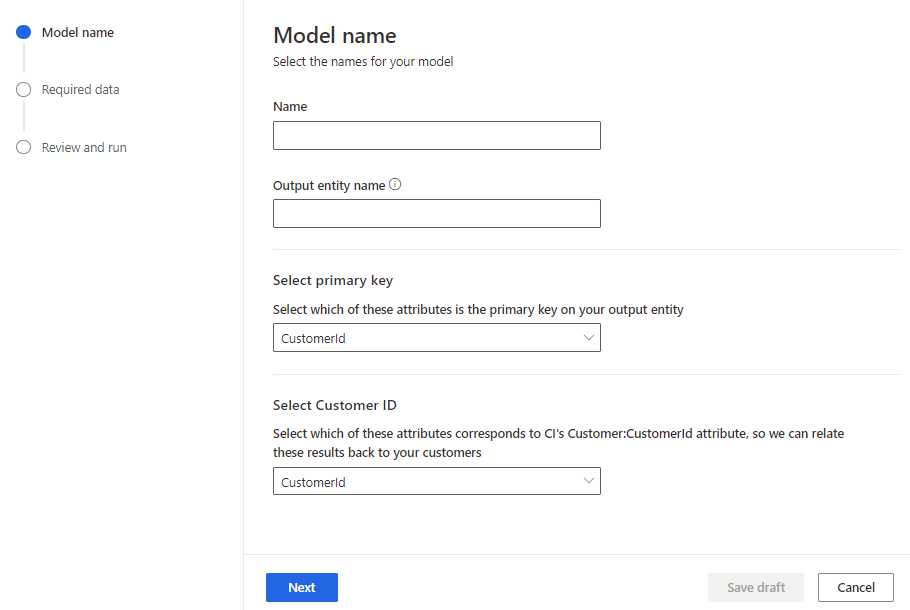 Model name
Required data
Review and run
Model name
Select the names for your model
Name
Output entity name
Select primary key
Select which of these attributes is the primary key on your output entity
CustomerId
Select Customer ID
Select which of these attributes corresponds to CI's Customer:CustomerId attribute, so we can relate
these results back to your customers
CustomerId
Next
Save draft
Cancel